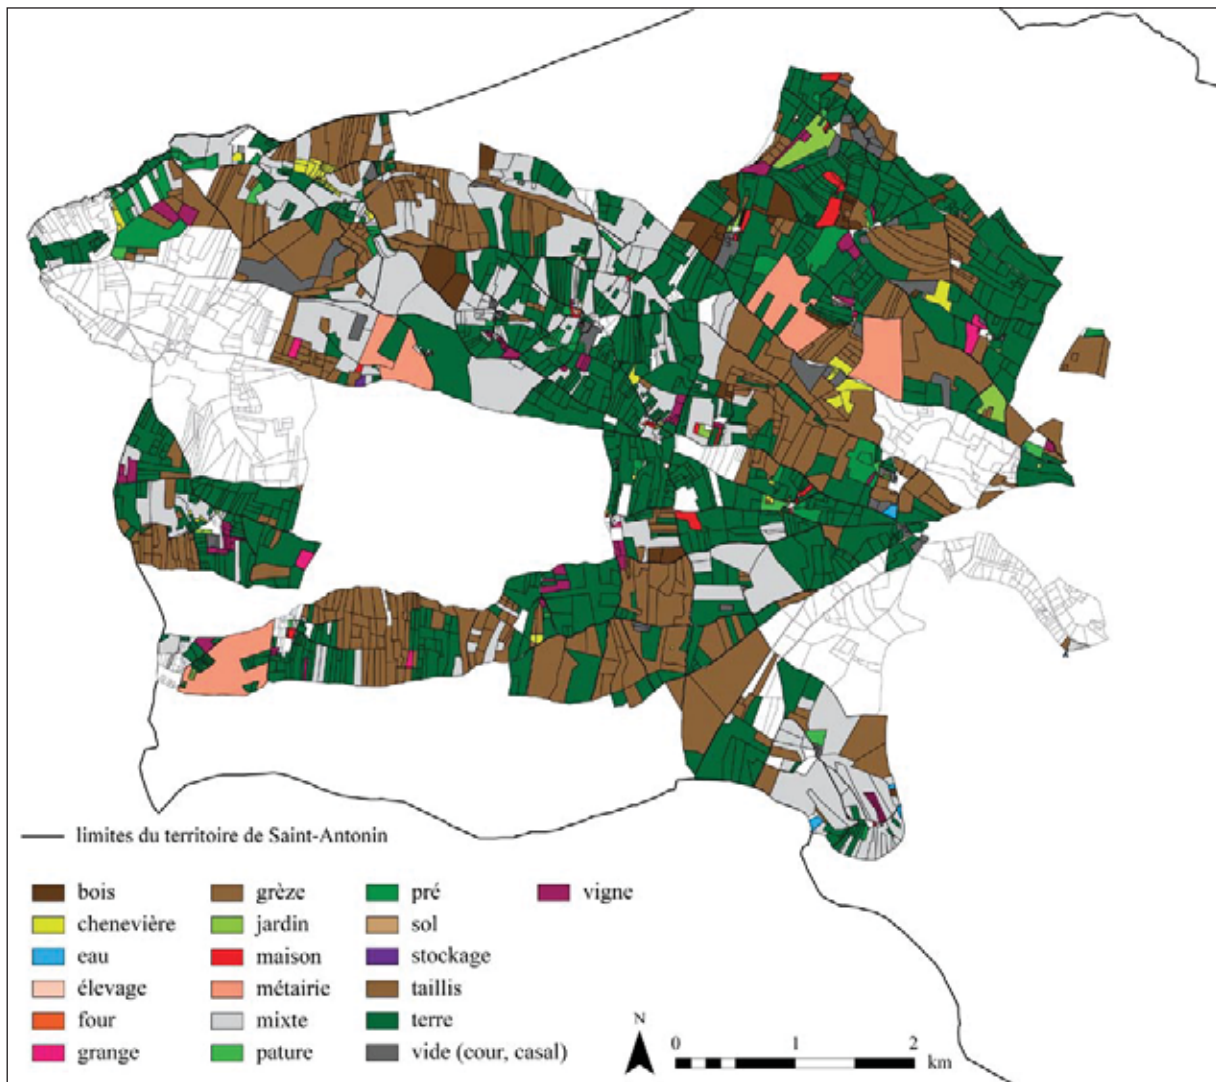 limites du territoire de Saint-Antonin
bois
chenevière
eau
élevage
four
grange
grèze
jardin
maison
métairie
mixte
pature
pré
sol
stockage
taillis
terre
vide (cour, casal)
vigne
N
0 1 2
km